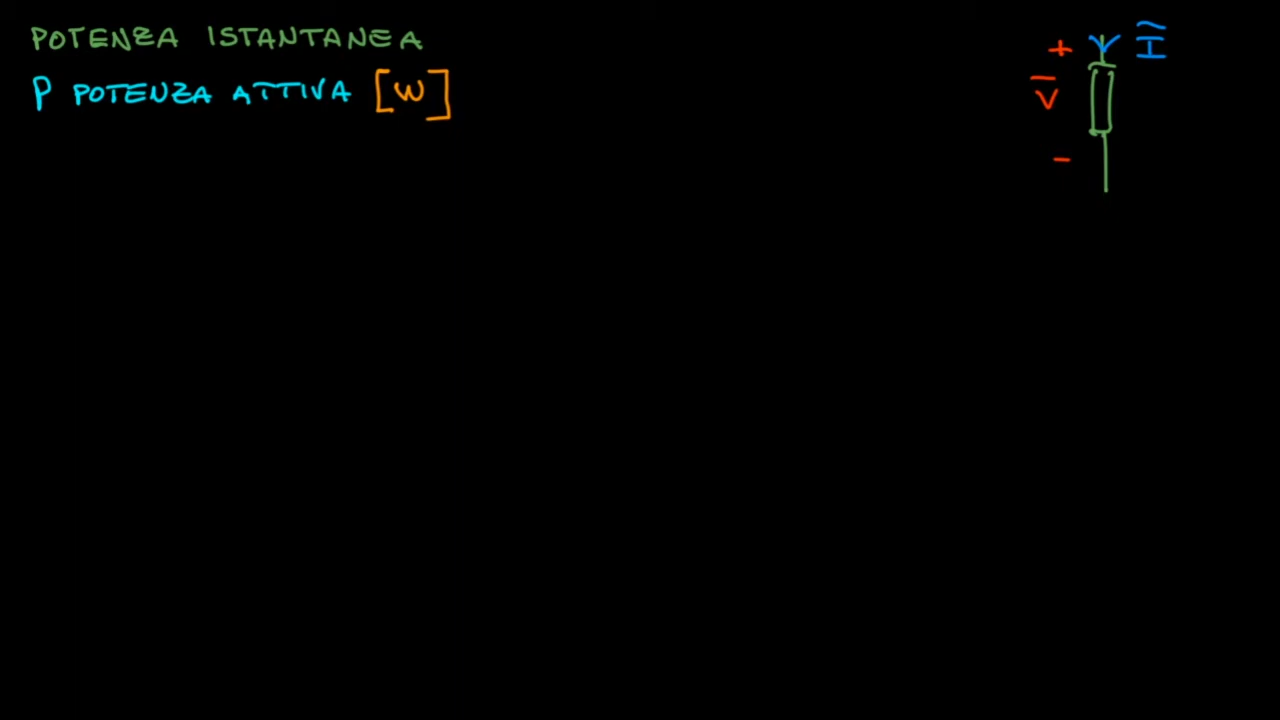 POTENZA ISTANTANEA
P POTENZA ATTIVA [W]
+ Ĩ
V̅
-